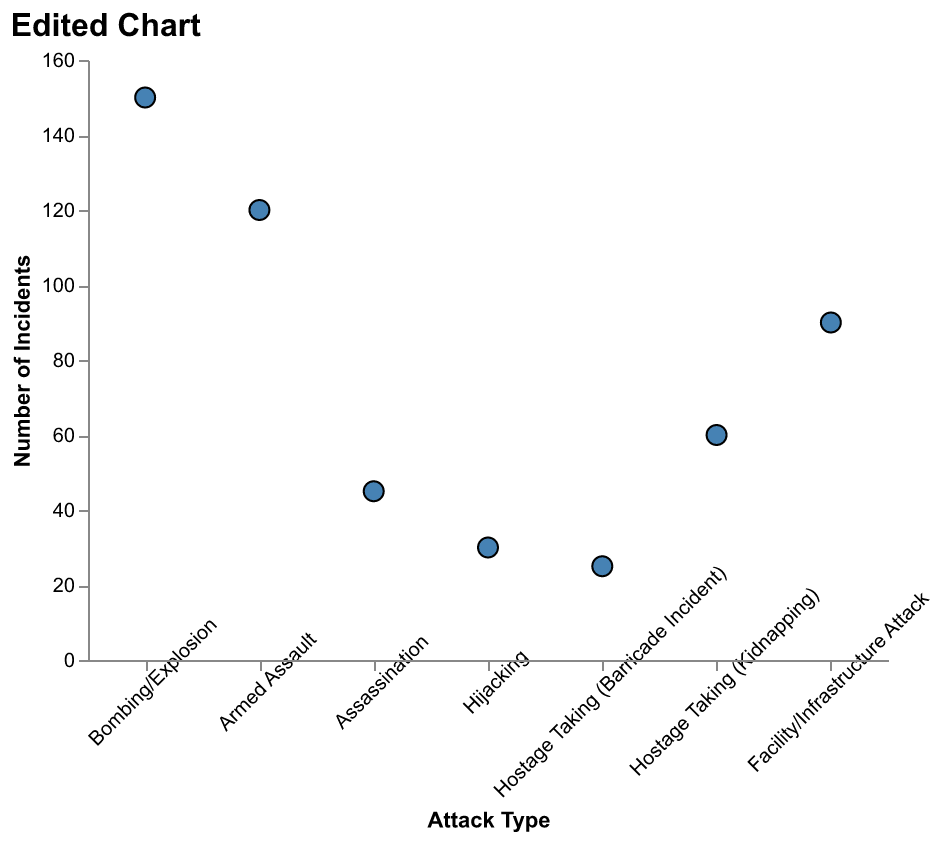 Edited Chart
160
140
120
100
80
60
40
20
0
Number of Incidents
Bombing/Explosion
Armed Assault
Assassination
Hijacking
Hostage Taking (Barricade Incident)
Hostage Taking (Kidnapping)
Facility/Infrastructure Attack
Attack Type